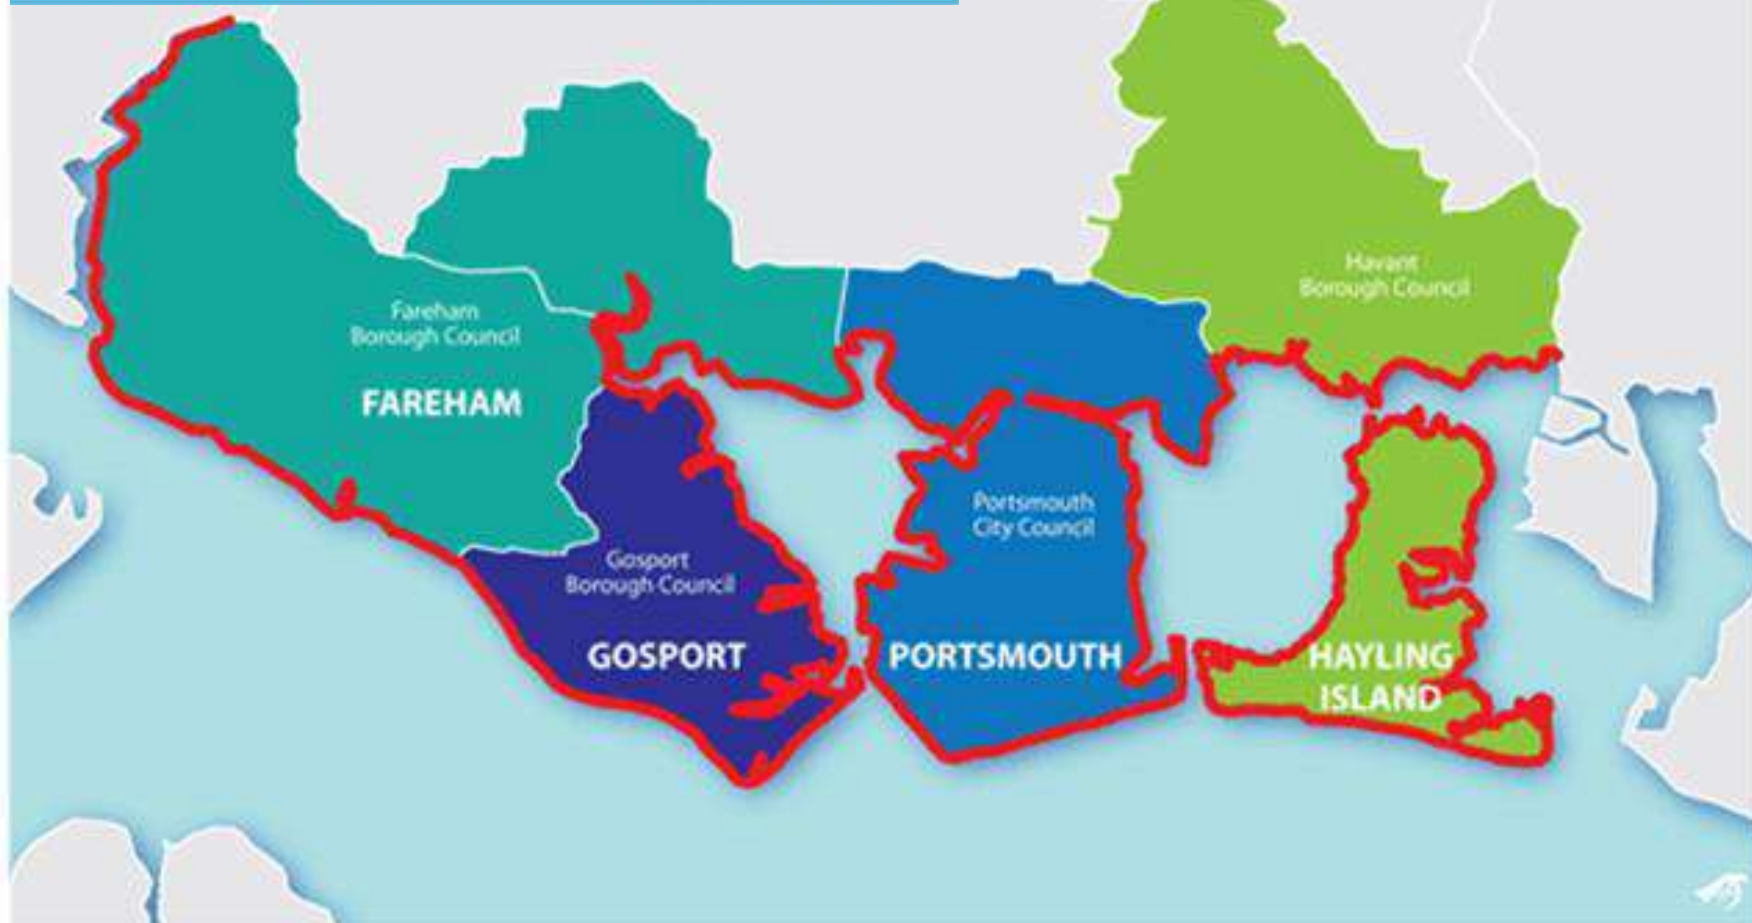 Havant
Borough Council
Fareham
Borough Council
FAREHAM
Portsmouth
City Council
Gosport
Borough Council
GOSPORT
PORTSMOUTH
HAYLING
ISLAND